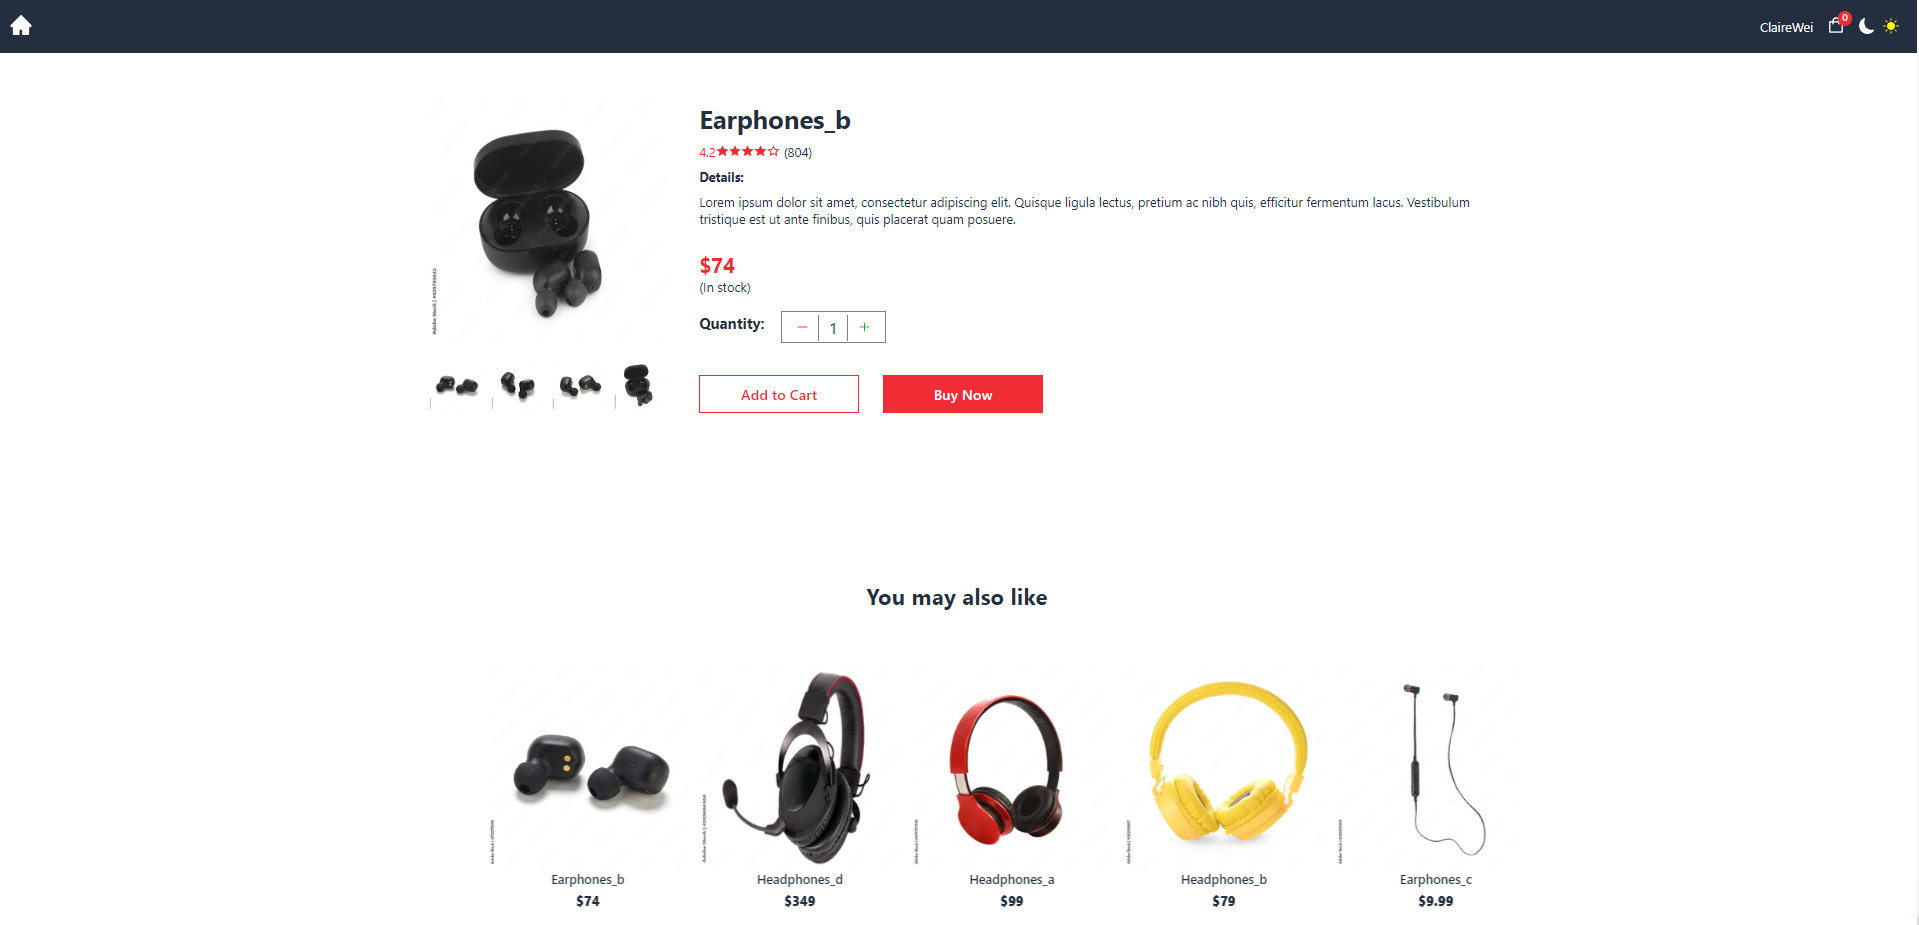 ClaireWei
0
Earphones_b
4.2 (804)
Details:
Lorem ipsum dolor sit amet, consectetur adipiscing elit. Quisque ligula lectus, pretium ac nibh quis, efficitur fermentum lacus. Vestibulum
tristique est ut ante finibus, quis placerat quam posuere.
$74
(In stock)
Quantity:
1
Add to Cart
Buy Now
You may also like
Earphones_b
$74
Headphones_d
$349
Headphones_a
$99
Headphones_b
$79
Earphones_c
$9.99